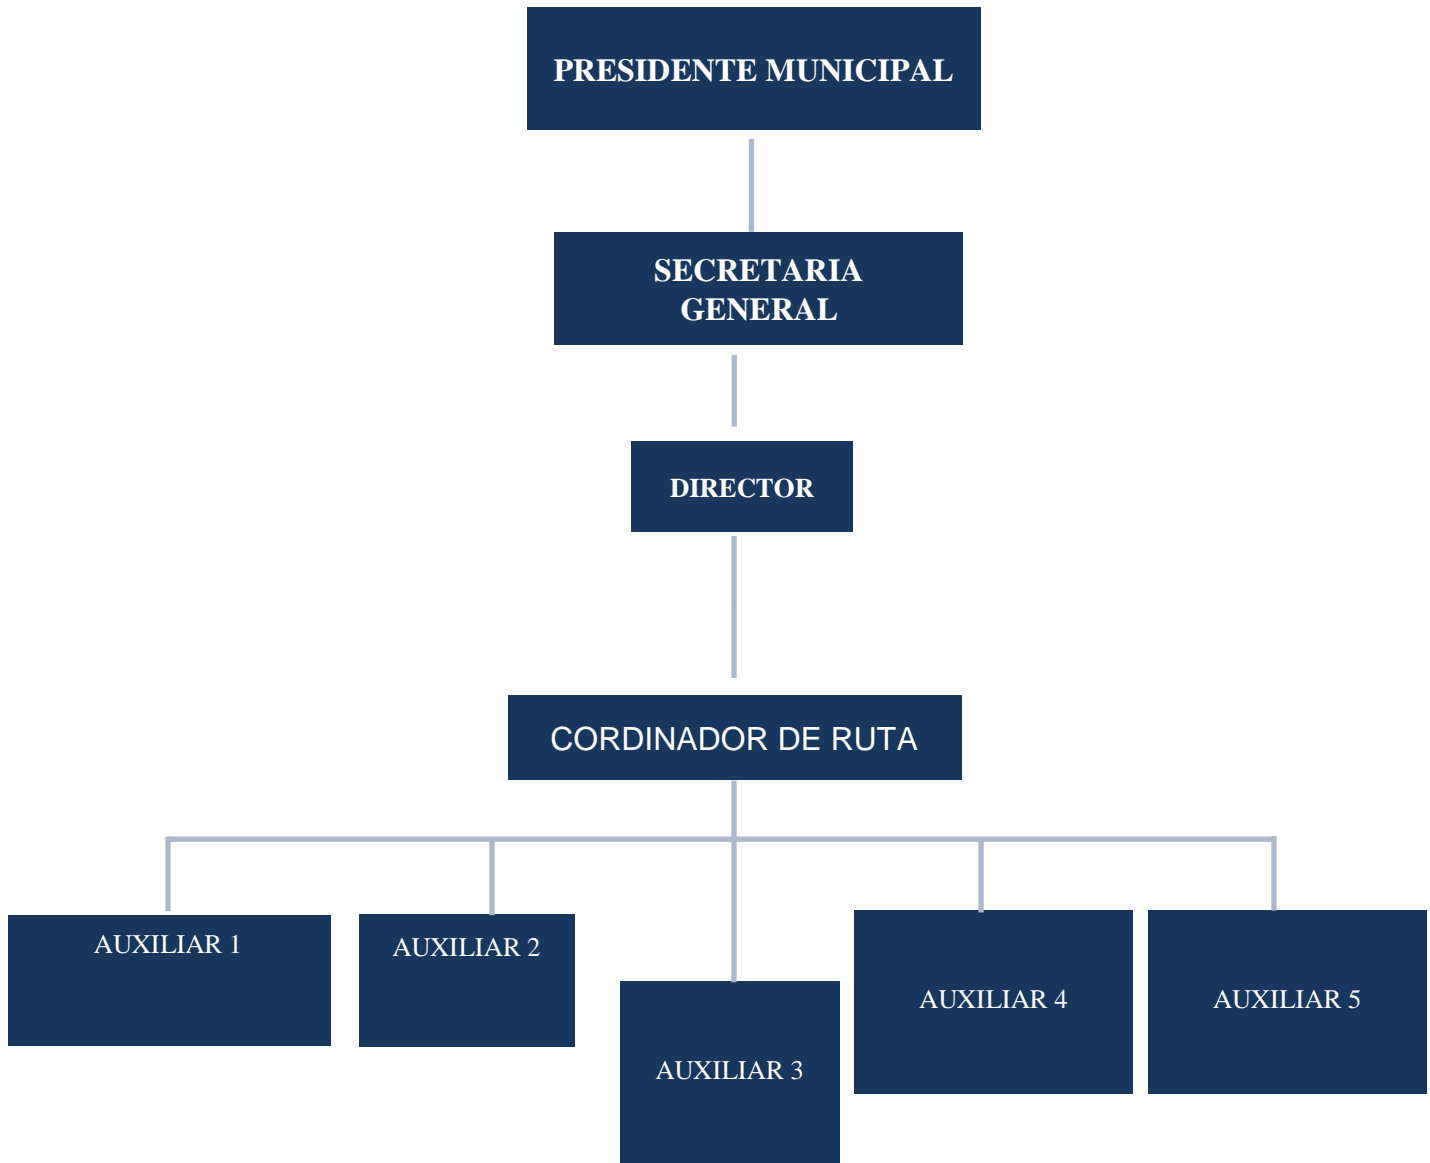 PRESIDENTE MUNICIPAL
SECRETARIA
GENERAL
DIRECTOR
CORDINADOR DE RUTA
AUXILIAR 1
AUXILIAR 2
AUXILIAR 3
AUXILIAR 4
AUXILIAR 5